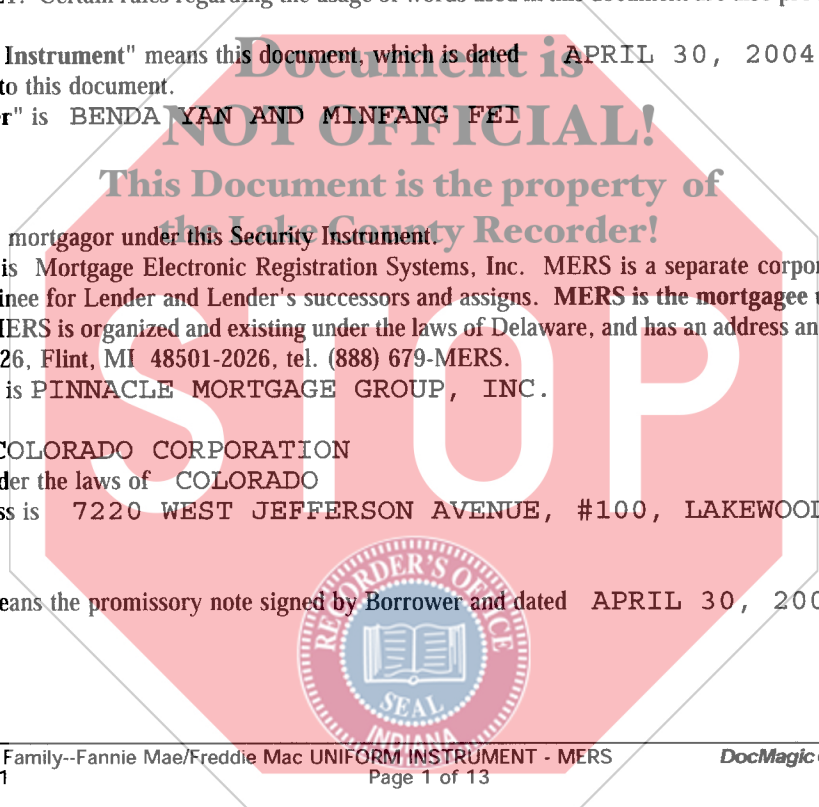 Instrument" means this document, which is dated APRIL 30, 2004
to this document.
r" is BENDA YAN AND MINFANG FEI
Document is
NOT OFFICIAL!
This Document is the property of
the Lake County Recorder!
mortgagor under this Security Instrument.
is Mortgage Electronic Registration Systems, Inc. MERS is a separate corpor
inee for Lender and Lender's successors and assigns. MERS is the mortgagee u
MERS is organized and existing under the laws of Delaware, and has an address an
26, Flint, MI 48501-2026, tel. (888) 679-MERS.
is PINNACLE MORTGAGE GROUP, INC.
STOP
COLORADO CORPORATION
der the laws of COLORADO
ss is 7220 WEST JEFFERSON AVENUE, #100, LAKEWOOD
eans the promissory note signed by Borrower and dated APRIL 30, 200
RECORDER'S OFFICE
SEAL
INDIANA
Family--Fannie Mae/Freddie Mac UNIFORM INSTRUMENT - MERS DocMagic
1 Page 1 of 13